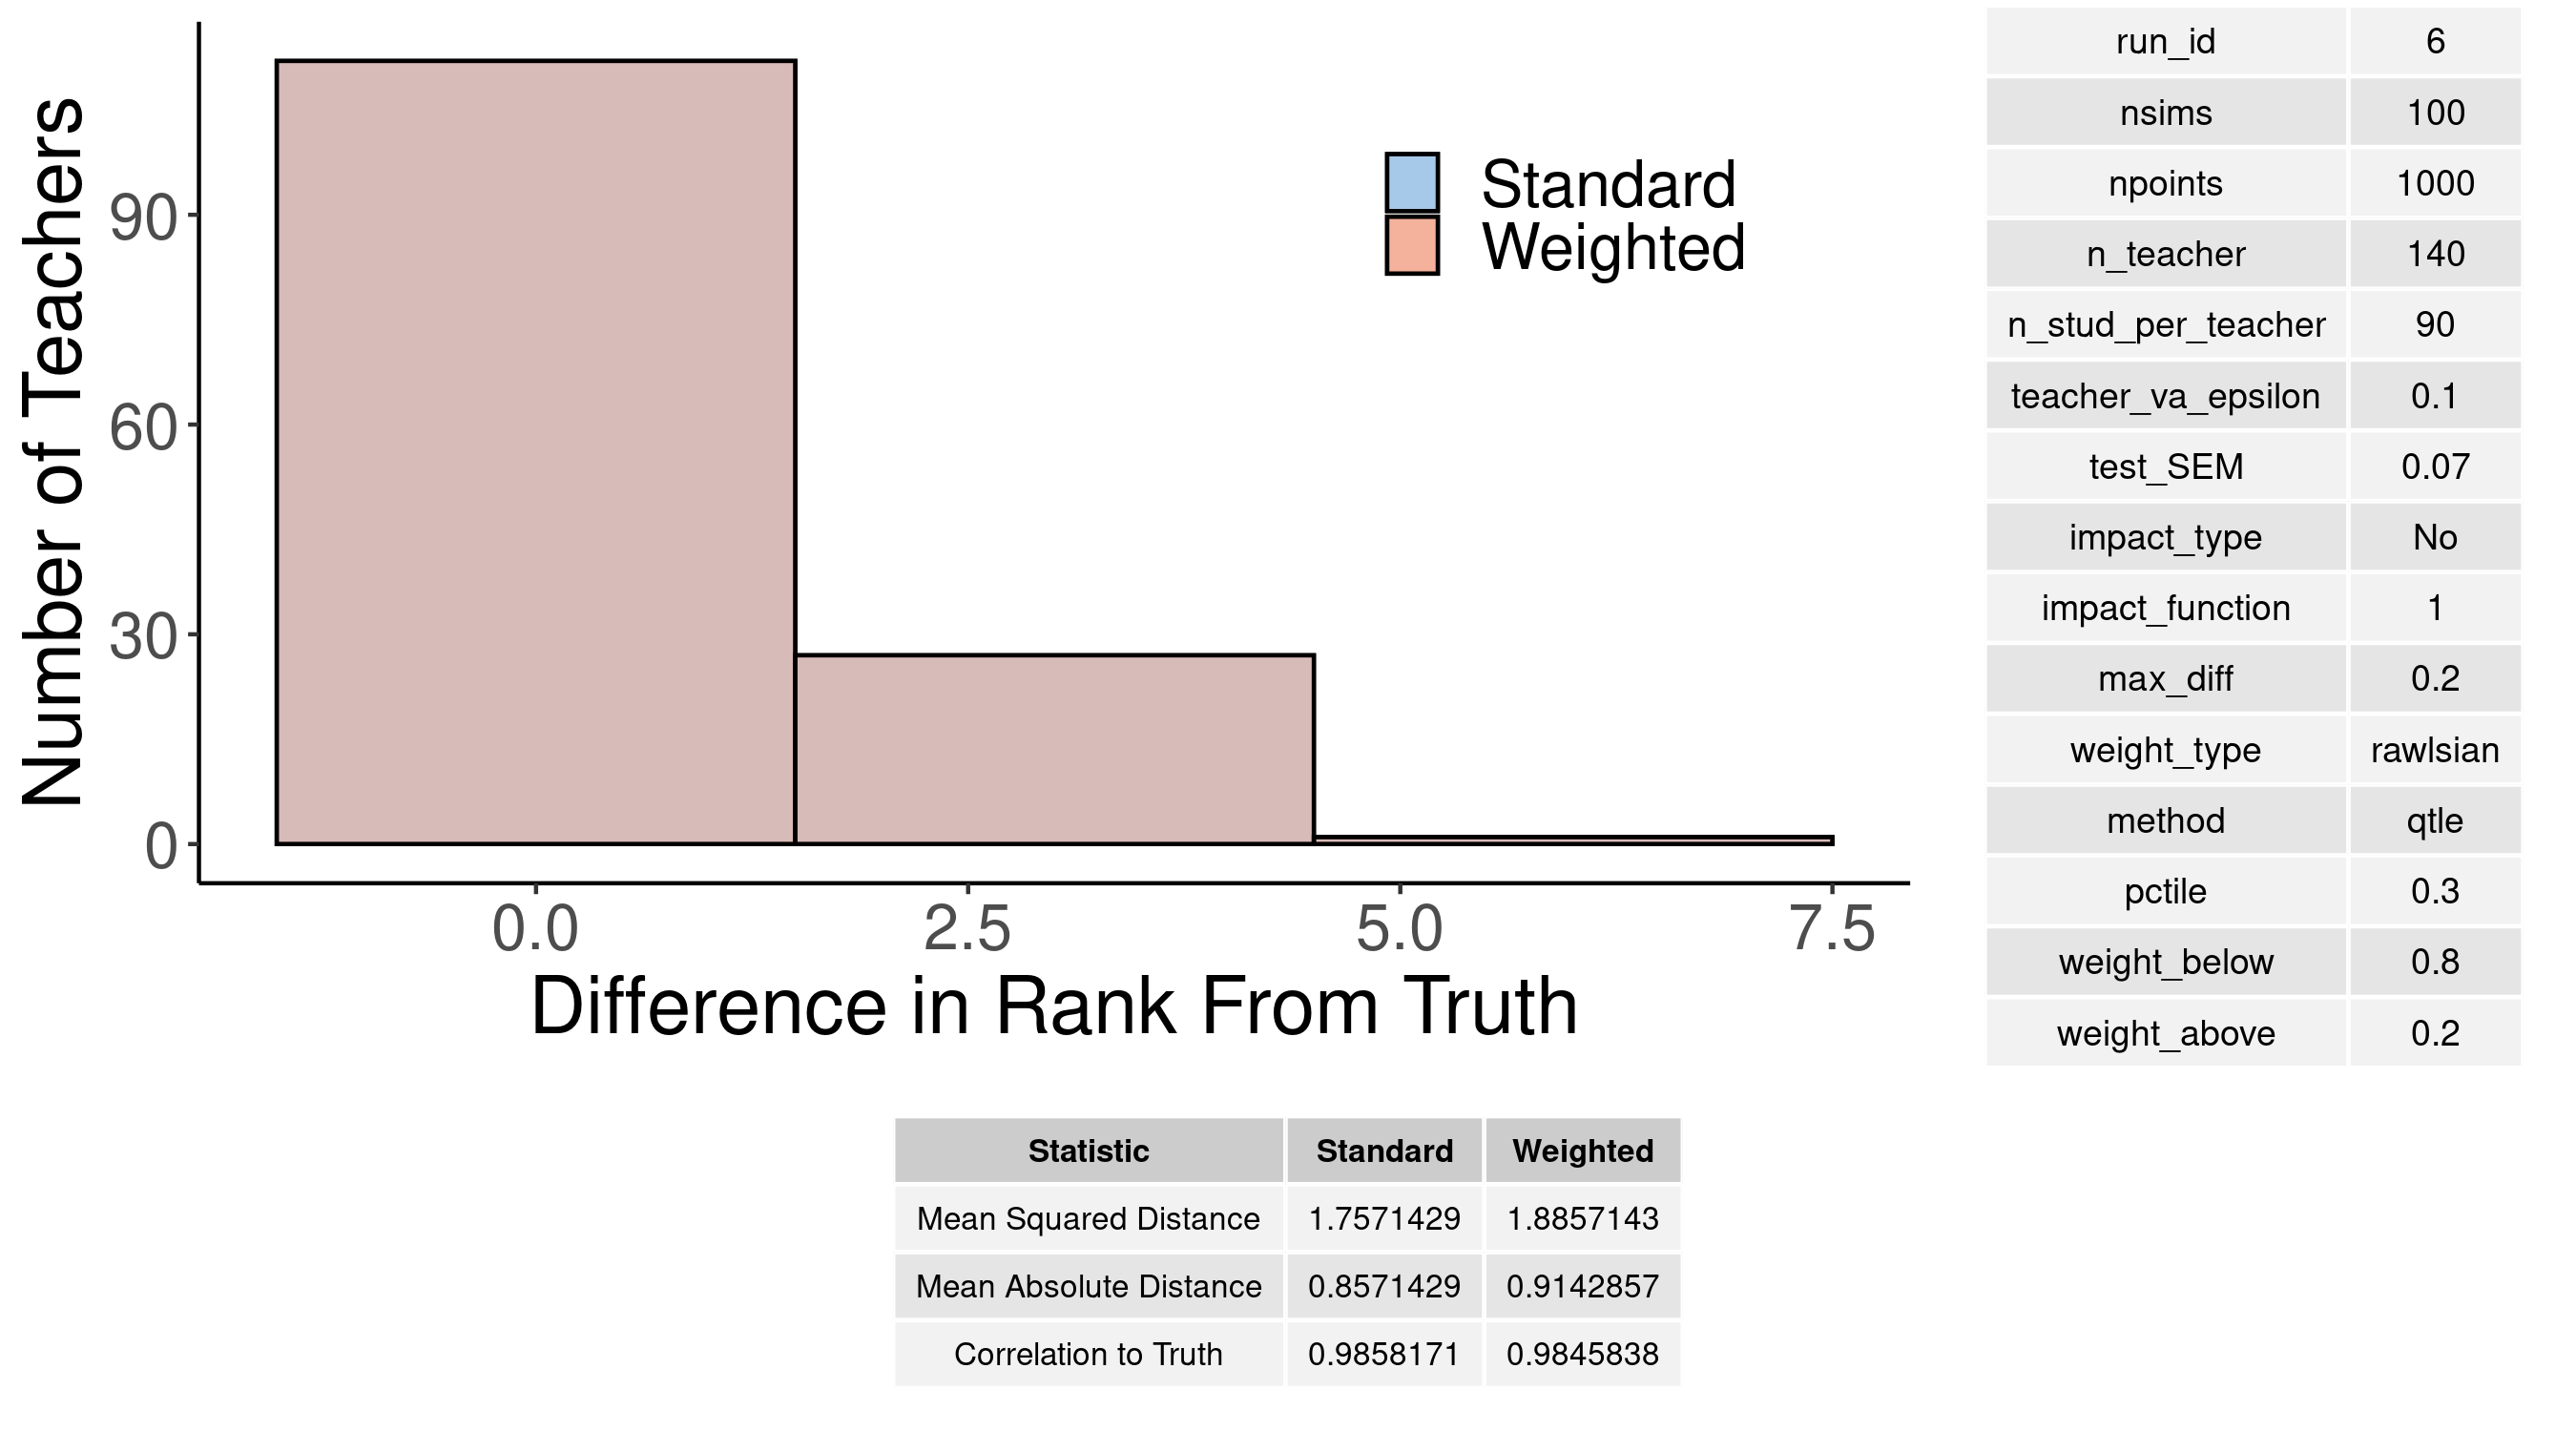 Number of Teachers
90
60
30
0
0.0 2.5 5.0 7.5
Difference in Rank From Truth
Standard
Weighted
run_id 6
nsims 100
npoints 1000
n_teacher 140
n_stud_per_teacher 90
teacher_va_epsilon 0.1
test_SEM 0.07
impact_type No
impact_function 1
max_diff 0.2
weight_type rawlsian
method qtle
pctile 0.3
weight_below 0.8
weight_above 0.2
Statistic Standard Weighted
Mean Squared Distance 1.7571429 1.8857143
Mean Absolute Distance 0.8571429 0.9142857
Correlation to Truth 0.9858171 0.9845838